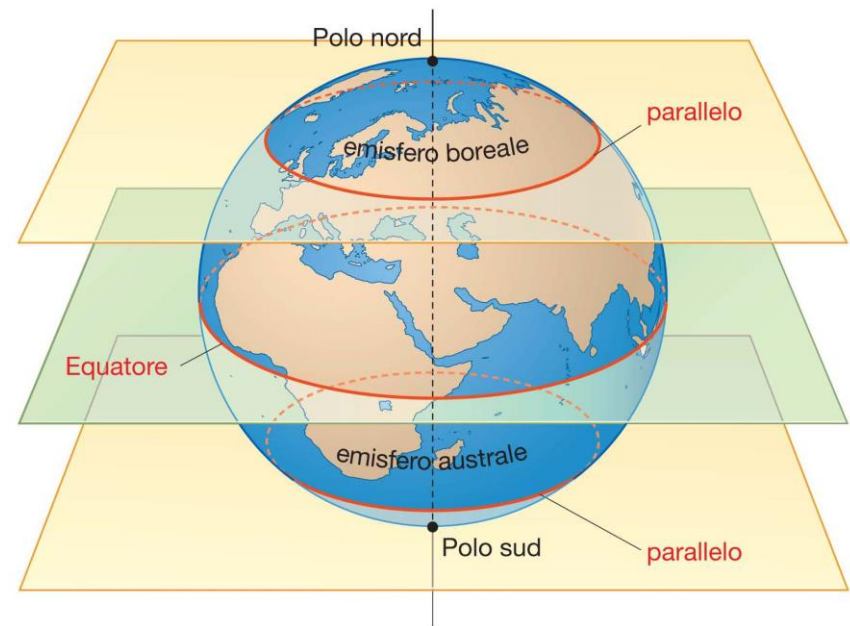 Polo nord
parallelo
emisfero boreale
Equatore
emisfero australe
Polo sud
parallelo